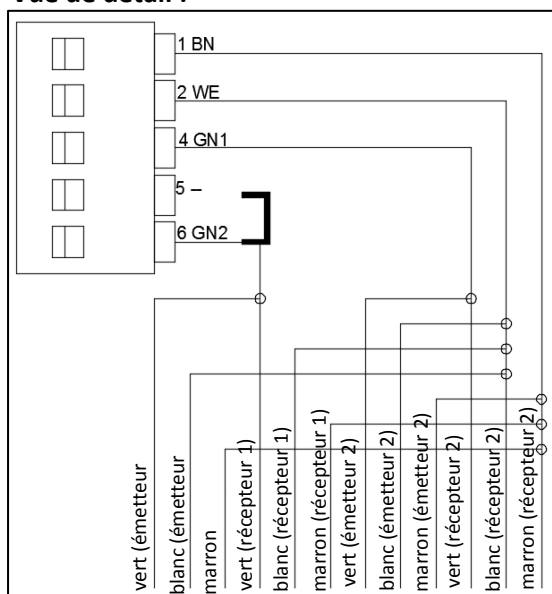 Vue de détail :
1 BN
2 WE
4 GN1
5 –
6 GN2
vert (émetteur
blanc (émetteur
marron
vert (récepteur 1)
blanc (récepteur 1)
marron (récepteur 1)
vert (émetteur 2)
blanc (émetteur 2)
marron (émetteur 2)
vert (récepteur 2)
blanc (récepteur 2)
marron (récepteur 2)